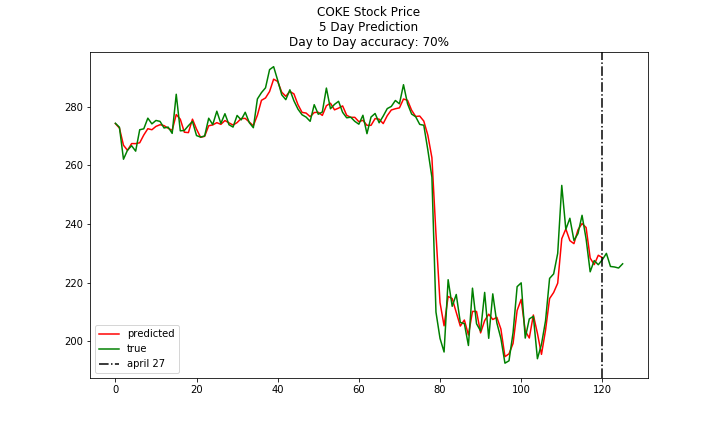 COKE Stock Price
5 Day Prediction
Day to Day accuracy: 70%
280
260
240
220
200
predicted
true
april 27
0 20 40 60 80 100 120